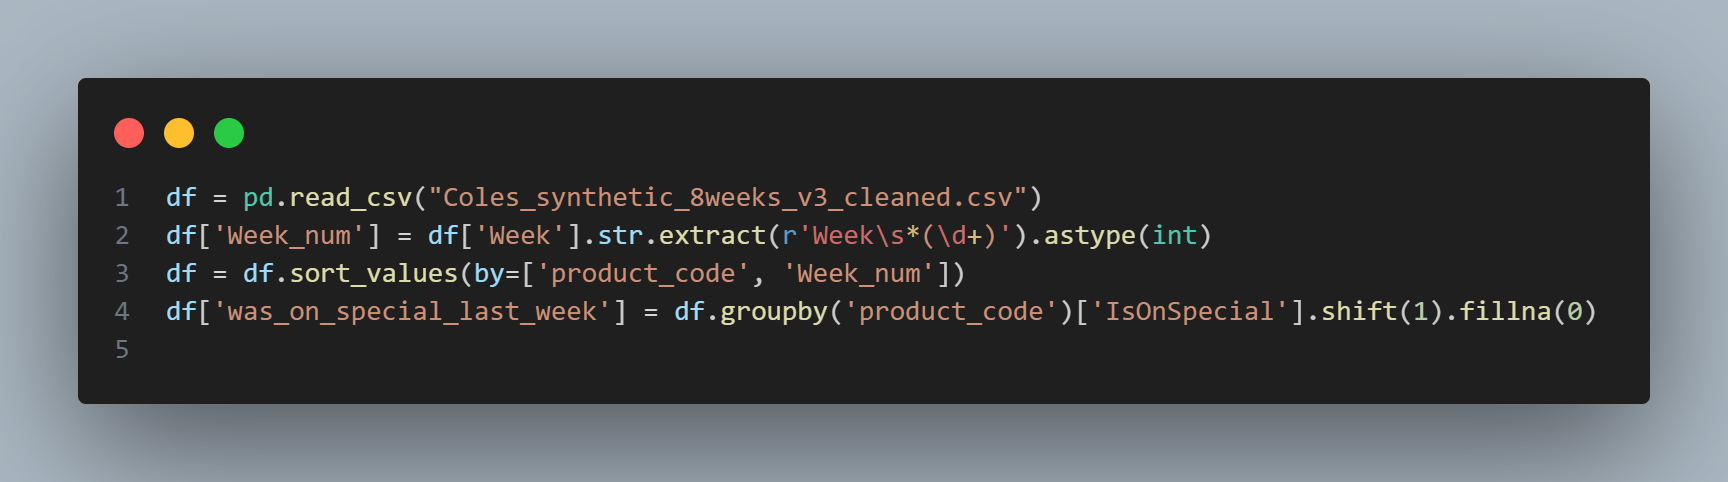 1 df = pd.read_csv("Coles_synthetic_8weeks_v3_cleaned.csv")
2 df['Week_num'] = df['Week'].str.extract(r'Week\s*(\d+)').astype(int)
3 df = df.sort_values(by=['product_code', 'Week_num'])
4 df['was_on_special_last_week'] = df.groupby('product_code')['IsOnSpecial'].shift(1).fillna(0)
5